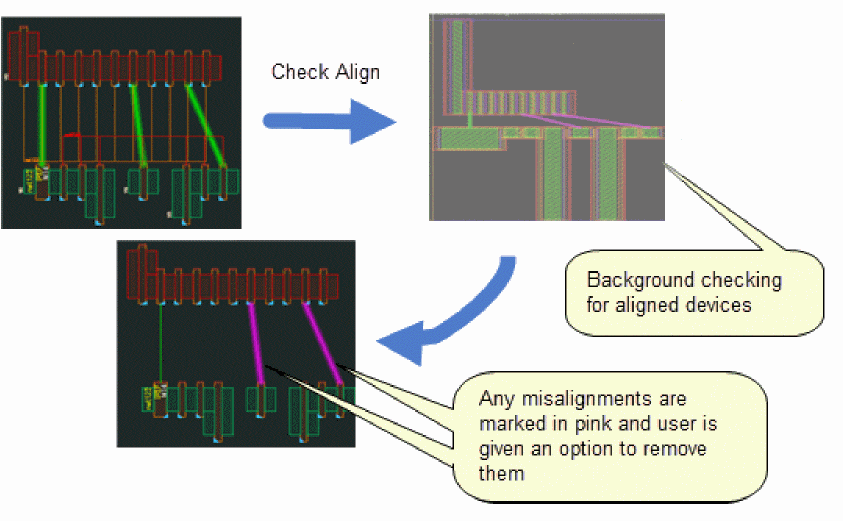 Check Align
Background checking
for aligned devices
Any misalignments are
marked in pink and user is
given an option to remove
them